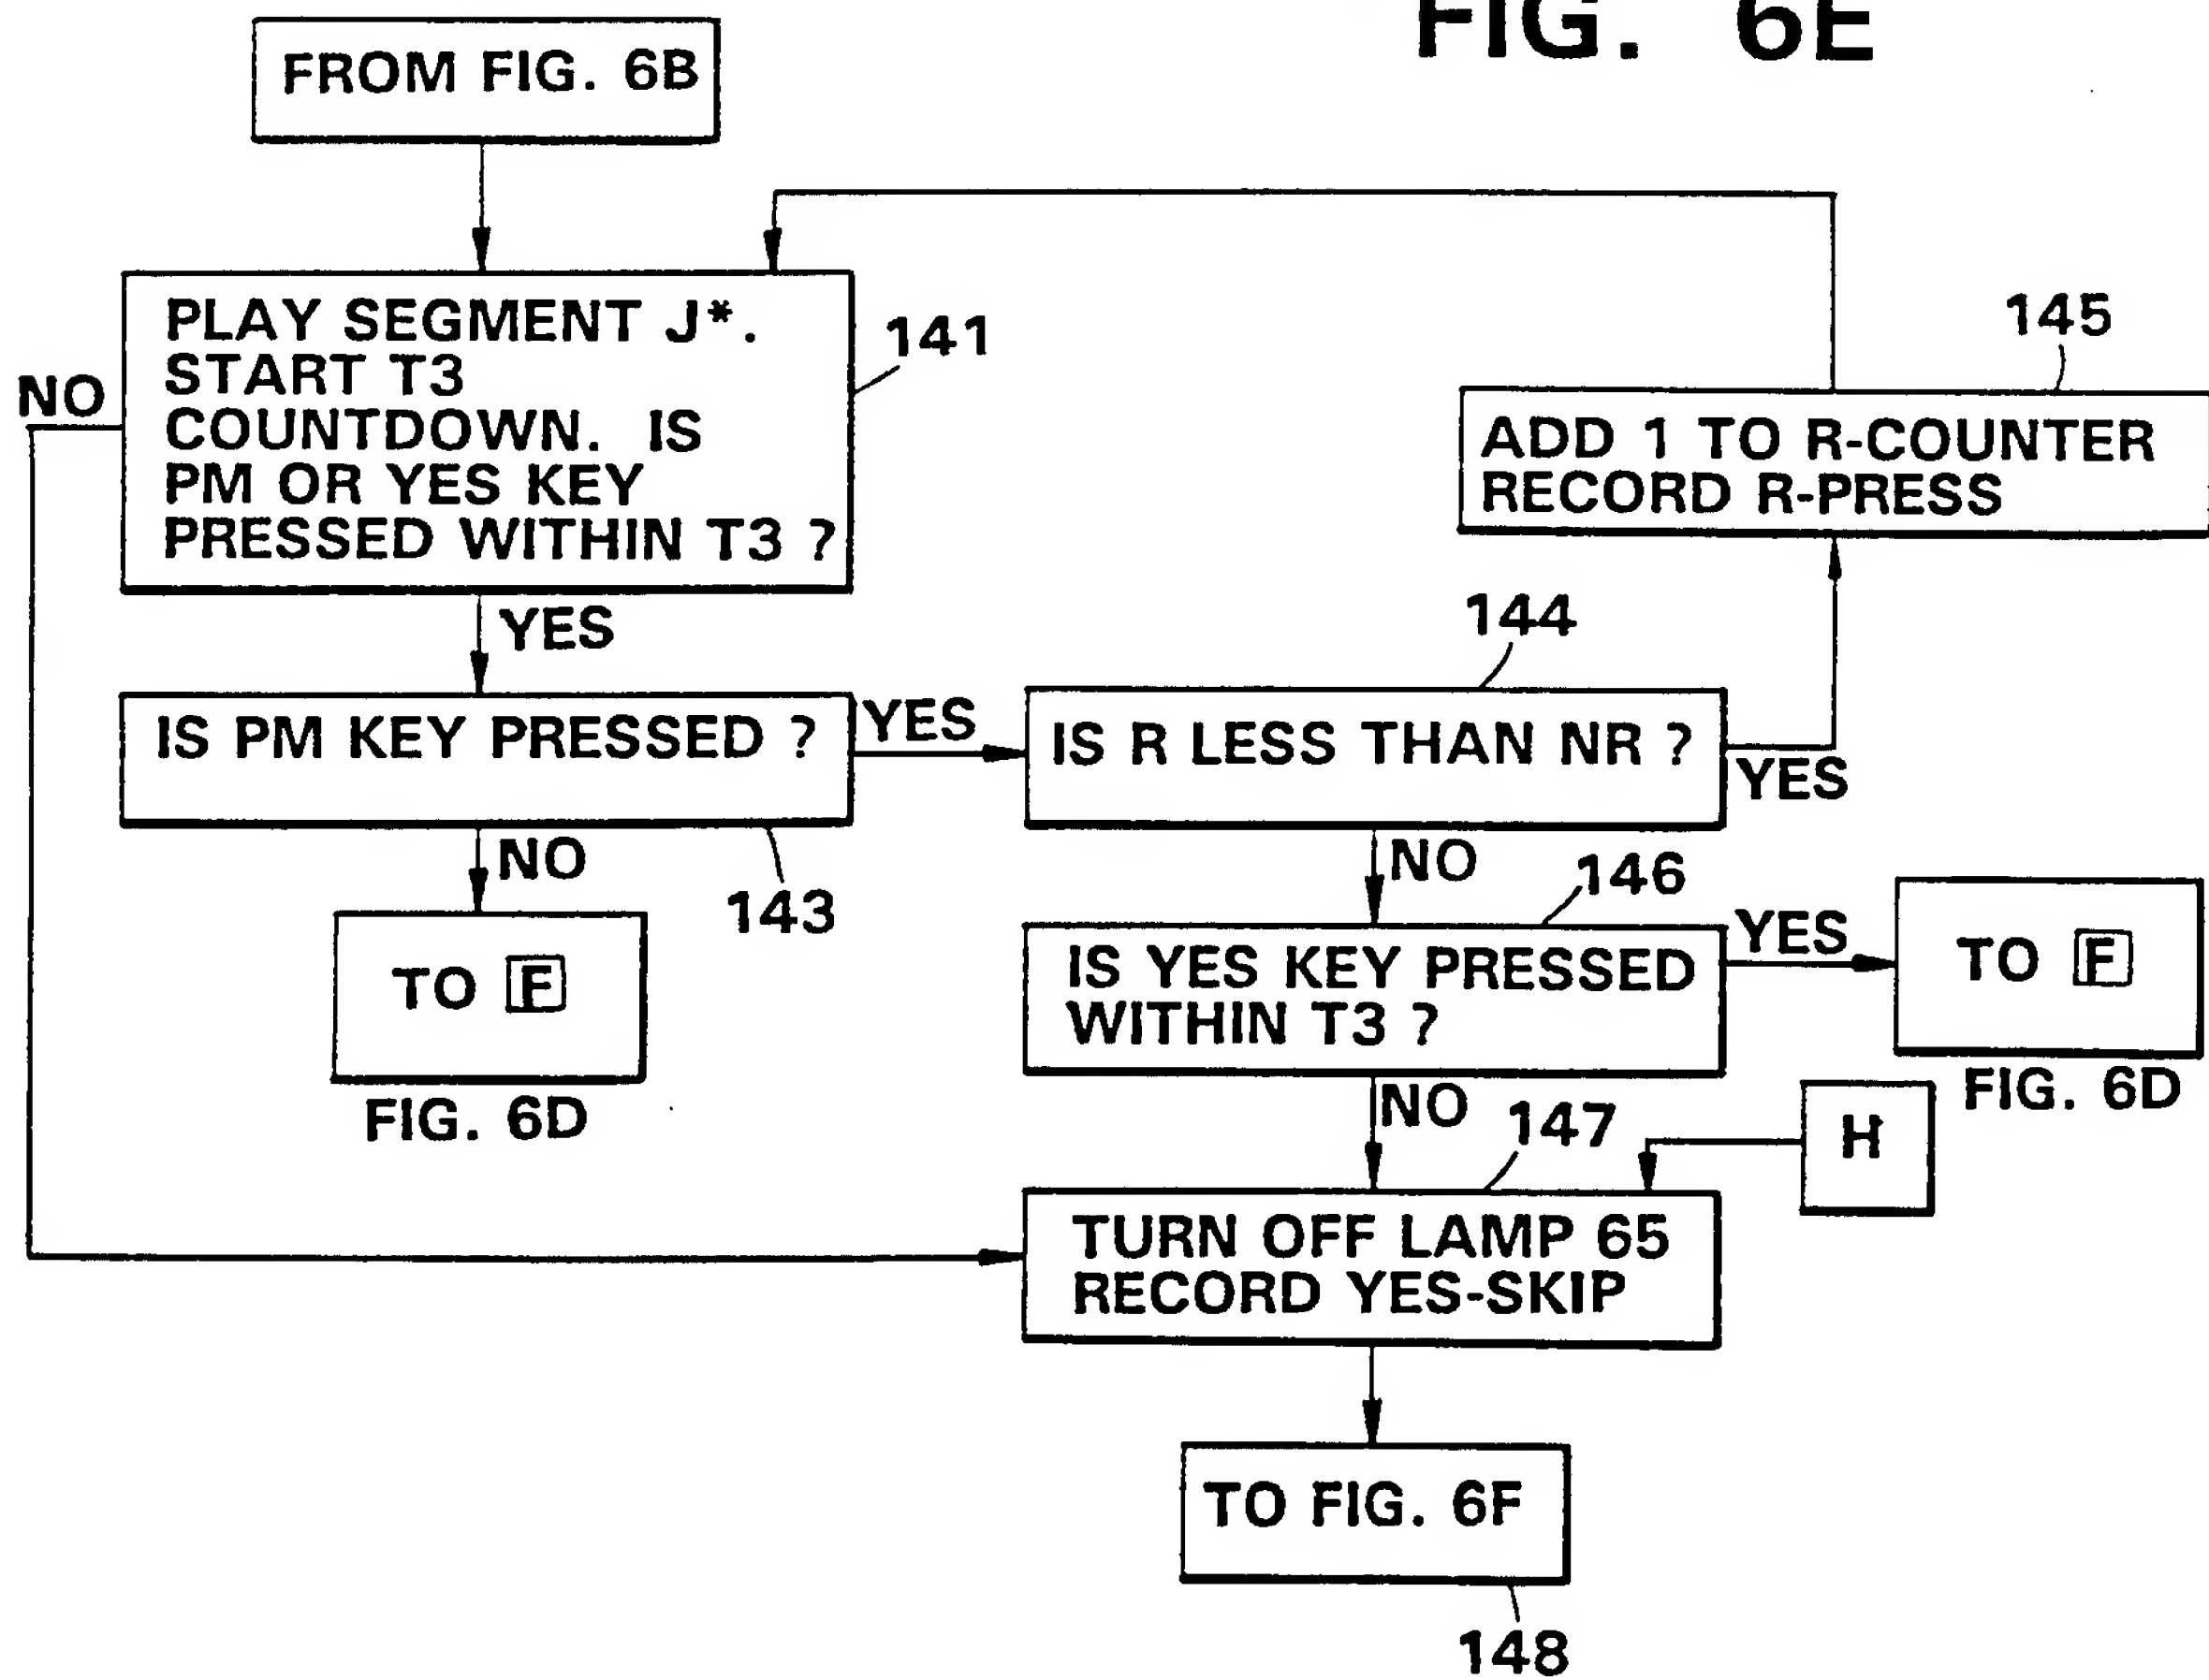 FIG. 6E
FROM FIG. 6B
PLAY SEGMENT J*.
START T3
COUNTDOWN. IS
PM OR YES KEY
PRESSED WITHIN T3 ?
141
NO
YES
145
ADD 1 TO R-COUNTER
RECORD R-PRESS
144
IS PM KEY PRESSED ?
YES
IS R LESS THAN NR ?
YES
NO
143
NO
146
TO F
FIG. 6D
IS YES KEY PRESSED
WITHIN T3 ?
YES
TO F
FIG. 6D
NO
147
H
TURN OFF LAMP 65
RECORD YES-SKIP
TO FIG. 6F
148